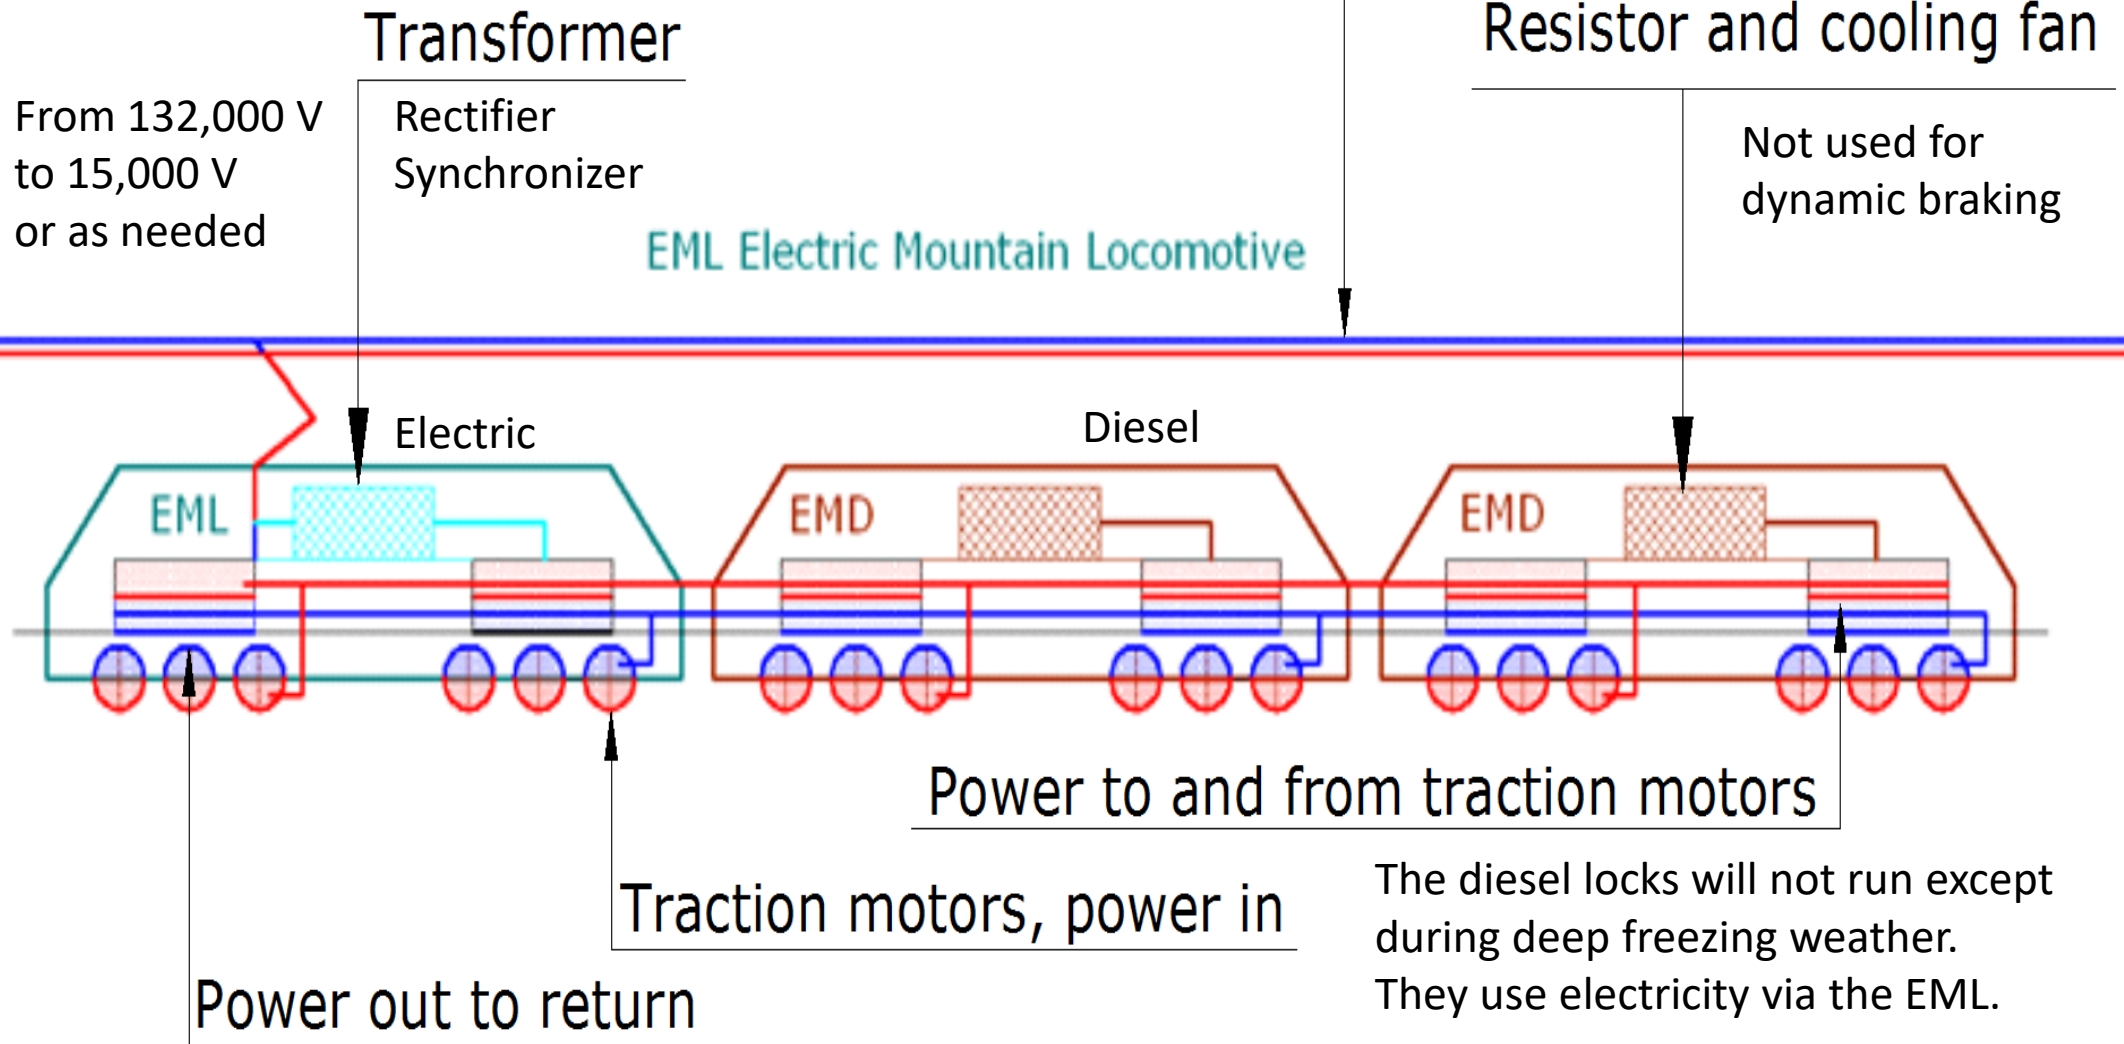 Transformer
Resistor and cooling fan
From 132,000 V
to 15,000 V
or as needed
Rectifier
Synchronizer
Not used for
dynamic braking
EML Electric Mountain Locomotive
Electric
Diesel
EML
EMD
EMD
Power to and from traction motors
Traction motors, power in
The diesel locks will not run except
during deep freezing weather.
They use electricity via the EML.
Power out to return